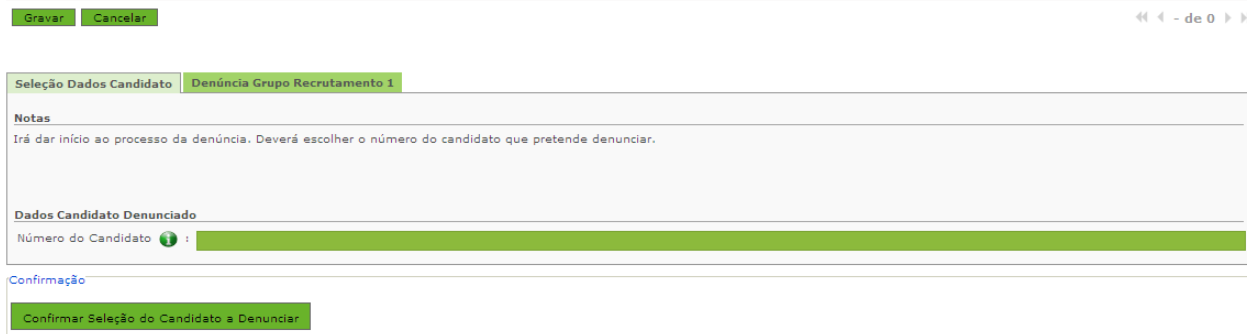 Gravar Cancelar - de 0
Seleção Dados Candidato Denúncia Grupo Recrutamento 1
Notas
Irá dar início ao processo da denúncia. Deverá escolher o número do candidato que pretende denunciar.
Dados Candidato Denunciado
Número do Candidato i :
Confirmação
Confirmar Seleção do Candidato a Denunciar